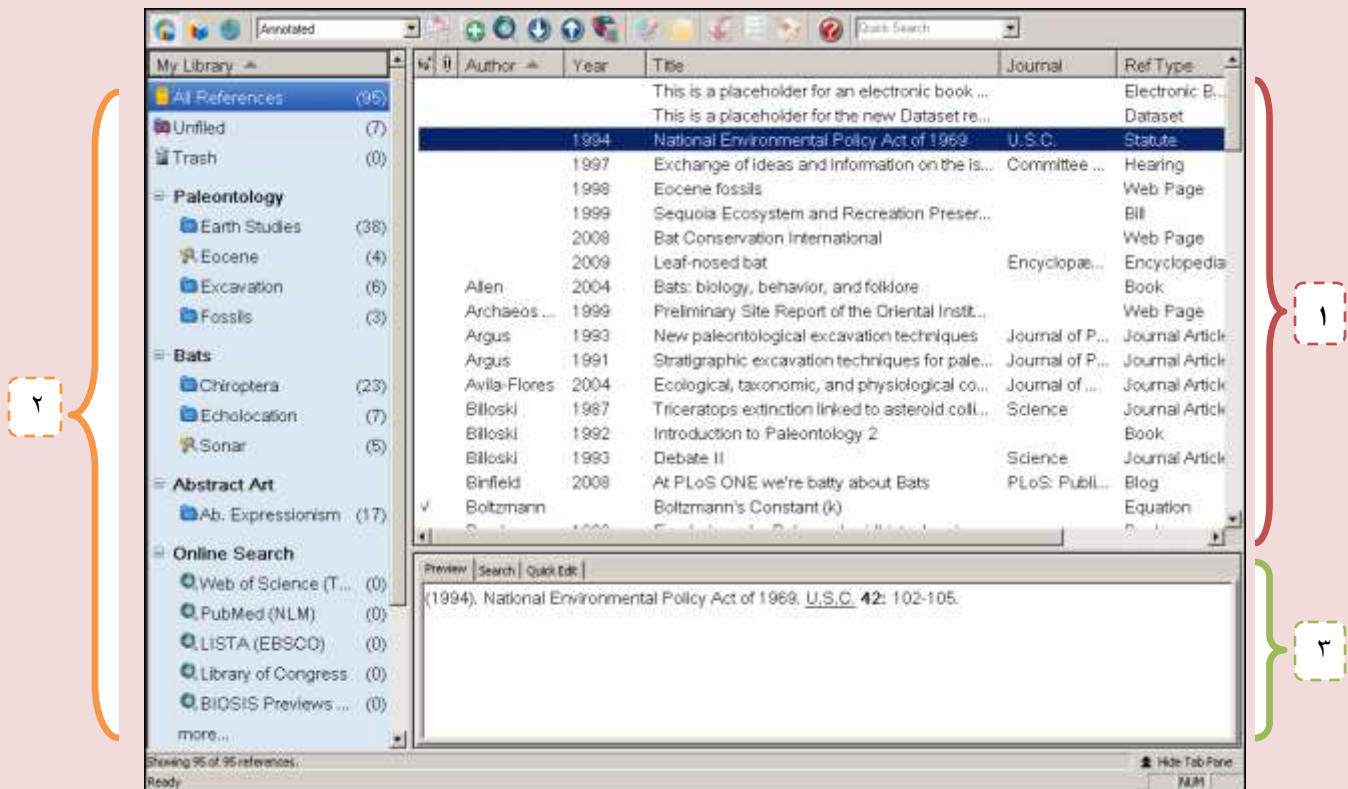 Annotated
Quick Search
My Library
All References (95)
Unfiled (7)
Trash (0)
Paleontology
Earth Studies (38)
Eocene (4)
Excavation (6)
Fossils (3)
Bats
Chiroptera (23)
Echolocation (7)
Sonar (5)
Abstract Art
Ab. Expressionism (17)
Online Search
Web of Science (T... (0)
PubMed (NLM) (0)
LISTA (EBSCO) (0)
Library of Congress (0)
BIOSIS Previews ... (0)
more...
Author Year Title Journal Ref Type
This is a placeholder for an electronic book ... Electronic B...
This is a placeholder for the new Dataset re... Dataset
1994 National Environmental Policy Act of 1969 U.S.C. Statute
1997 Exchange of ideas and information on the is... Committee ... Hearing
1998 Eocene fossils Web Page
1999 Sequoia Ecosystem and Recreation Preser... Bill
2008 Bat Conservation International Web Page
2009 Leaf-nosed bat Encyclopæ... Encyclopedia
Allen 2004 Bats: biology, behavior, and folklore Book
Archaeos ... 1999 Preliminary Site Report of the Oriental Instit... Web Page
Argus 1993 New paleontological excavation techniques Journal of P... Journal Article
Argus 1991 Stratigraphic excavation techniques for pale... Journal of P... Journal Article
Avila-Flores 2004 Ecological, taxonomic, and physiological co... Journal of ... Journal Article
Billoski 1987 Triceratops extinction linked to asteroid colli... Science Journal Article
Billoski 1992 Introduction to Paleontology 2 Book
Billoski 1993 Debate II Science Journal Article
Binfield 2008 At PLoS ONE we're batty about Bats PLoS: Publi... Blog
Boltzmann Boltzmann's Constant (k) Equation
Preview Search Quick Edit
(1994). National Environmental Policy Act of 1969. U.S.C. 42: 102-105.
Showing 95 of 95 references.
Hide Tab Pane
Ready
NUM
١
٢
٣